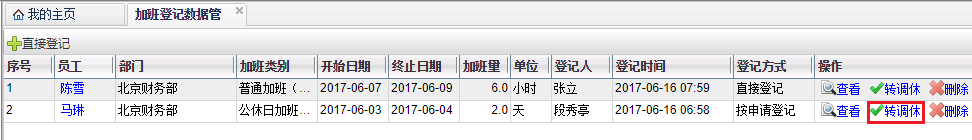 我的主页 加班登记数据管
直接登记
序号 员工 部门 加班类别 开始日期 终止日期 加班量 单位 登记人 登记时间 登记方式 操作
1 陈雪 北京财务部 普通加班（... 2017-06-07 2017-06-09 6.0 小时 张立 2017-06-16 07:59 直接登记 查看 转调休 删除
2 马琳 北京财务部 公休日加班... 2017-06-03 2017-06-04 2.0 天 段秀亭 2017-06-16 06:58 按申请登记 查看 转调休 删除